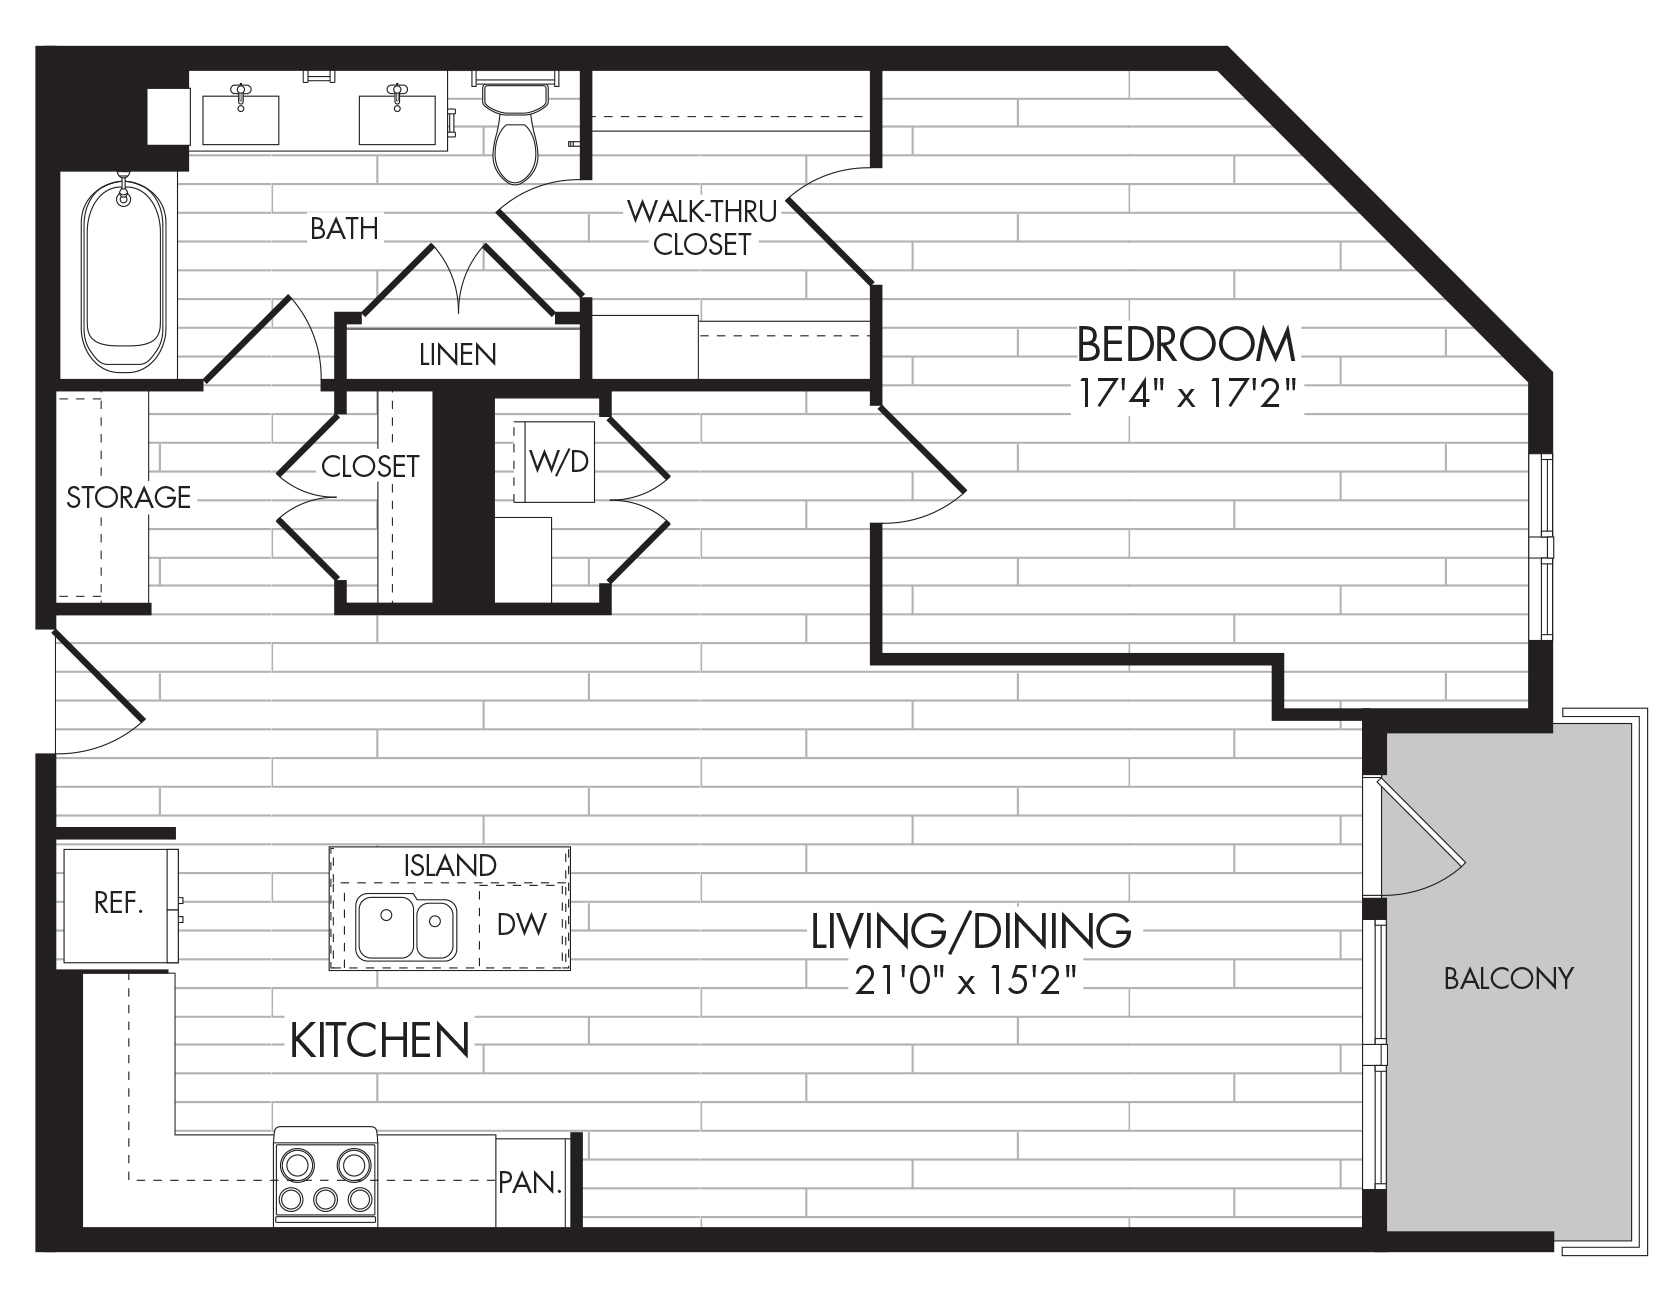 BATH
WALK-THRU
CLOSET
LINEN
BEDROOM
17'4" x 17'2"
STORAGE
CLOSET
W/D
REF.
ISLAND
DW
LIVING/DINING
21'0" x 15'2"
BALCONY
KITCHEN
PAN.